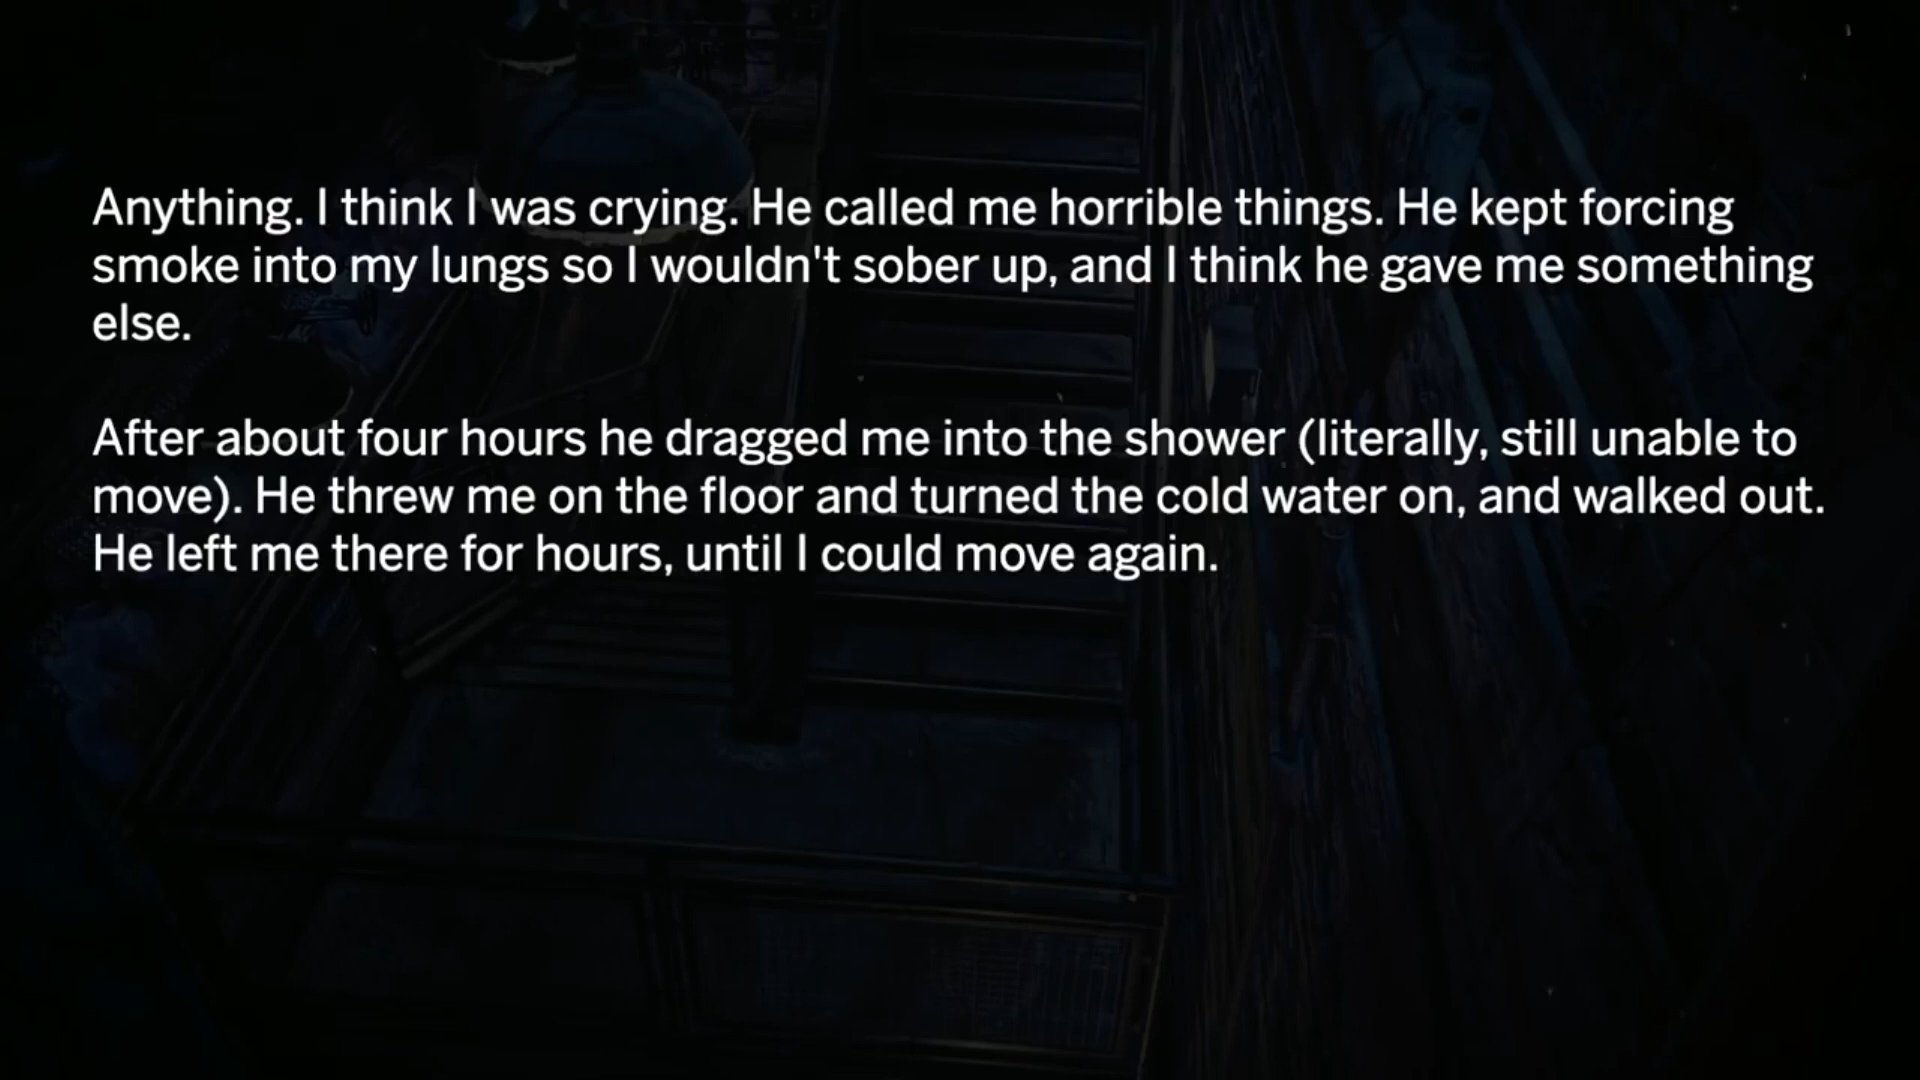 Anything. I think I was crying. He called me horrible things. He kept forcing
smoke into my lungs so I wouldn't sober up, and I think he gave me something
else.
After about four hours he dragged me into the shower (literally, still unable to
move). He threw me on the floor and turned the cold water on, and walked out.
He left me there for hours, until I could move again.